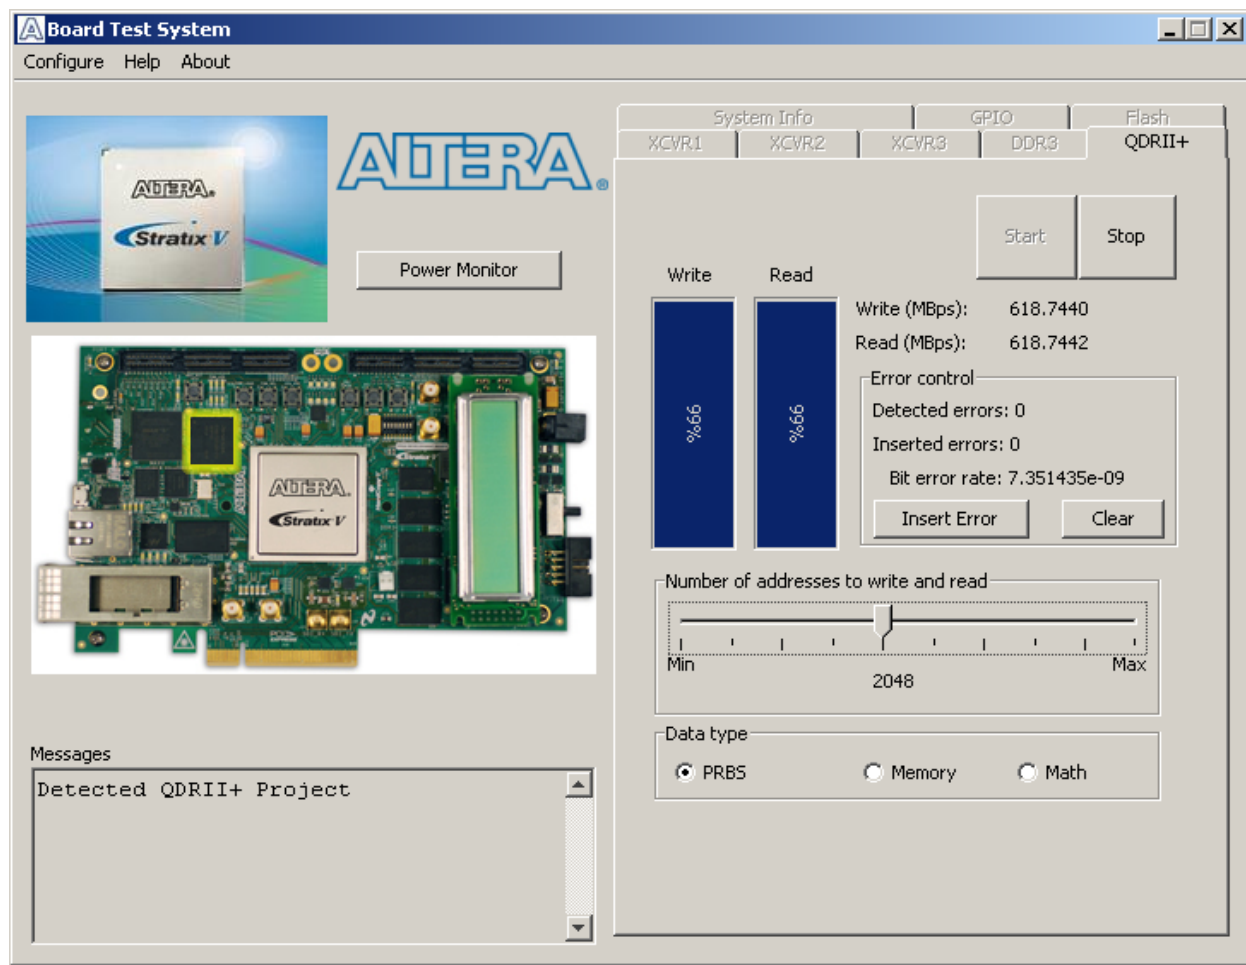 Board Test System
Configure Help About
ALTERA®
Stratix V
ALTERA®
Power Monitor
ALTERA
Stratix V
Messages
Detected QDRII+ Project
System Info GPIO Flash
XCVR1 XCVR2 XCVR3 DDR3 QDRII+
Start Stop
Write Read
99% 99%
Write (MBps): 618.7440
Read (MBps): 618.7442
Error control
Detected errors: 0
Inserted errors: 0
Bit error rate: 7.351435e-09
Insert Error Clear
Number of addresses to write and read
Min Max
2048
Data type
PRBS Memory Math